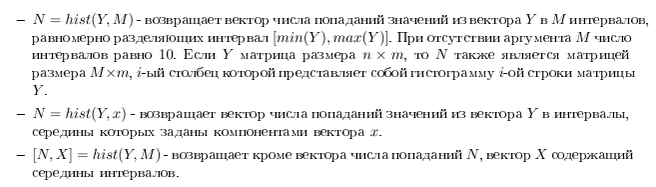 – N = hist(Y, M) - возвращает вектор числа попаданий значений из вектора Y в M интервалов,
равномерно разделяющих интервал [min(Y), max(Y)]. При отсутствии аргумента M число
интервалов равно 10. Если Y матрица размера n × m, то N также является матрицей
размера M×m, i-ый столбец которой представляет собой гистограмму i-ой строки матрицы
Y.
– N = hist(Y, x) - возвращает вектор числа попаданий значений из вектора Y в интервалы,
середины которых заданы компонентами вектора x.
– [N, X] = hist(Y, M) - возвращает кроме вектора числа попаданий N, вектор X содержащий
середины интервалов.